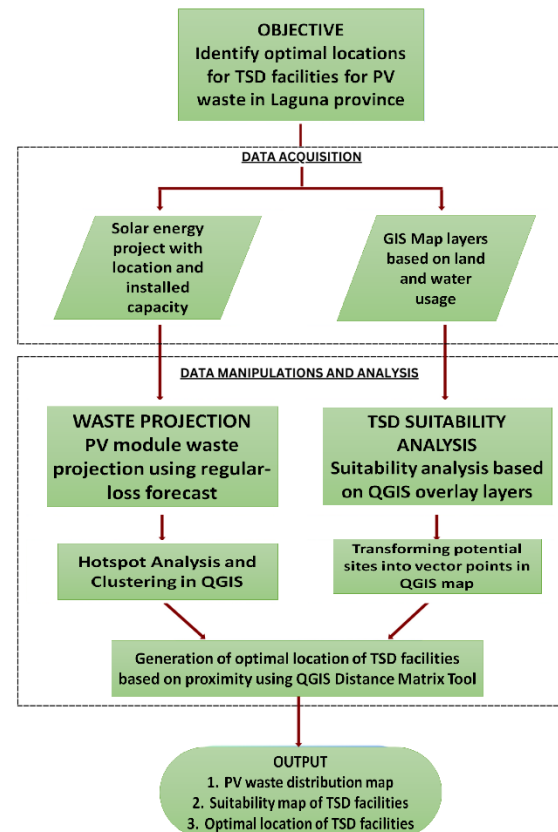 OBJECTIVE
Identify optimal locations
for TSD facilities for PV
waste in Laguna province
DATA ACQUISITION
Solar energy
project with
location and
installed
capacity
GIS Map layers
based on land
and water
usage
DATA MANIPULATIONS AND ANALYSIS
WASTE PROJECTION
PV module waste
projection using regular-
loss forecast
TSD SUITABILITY
ANALYSIS
Suitability analysis based
on QGIS overlay layers
Hotspot Analysis and
Clustering in QGIS
Transforming potential
sites into vector points in
QGIS map
Generation of optimal location of TSD facilities
based on proximity using QGIS Distance Matrix Tool
OUTPUT
1. PV waste distribution map
2. Suitability map of TSD facilities
3. Optimal location of TSD facilities